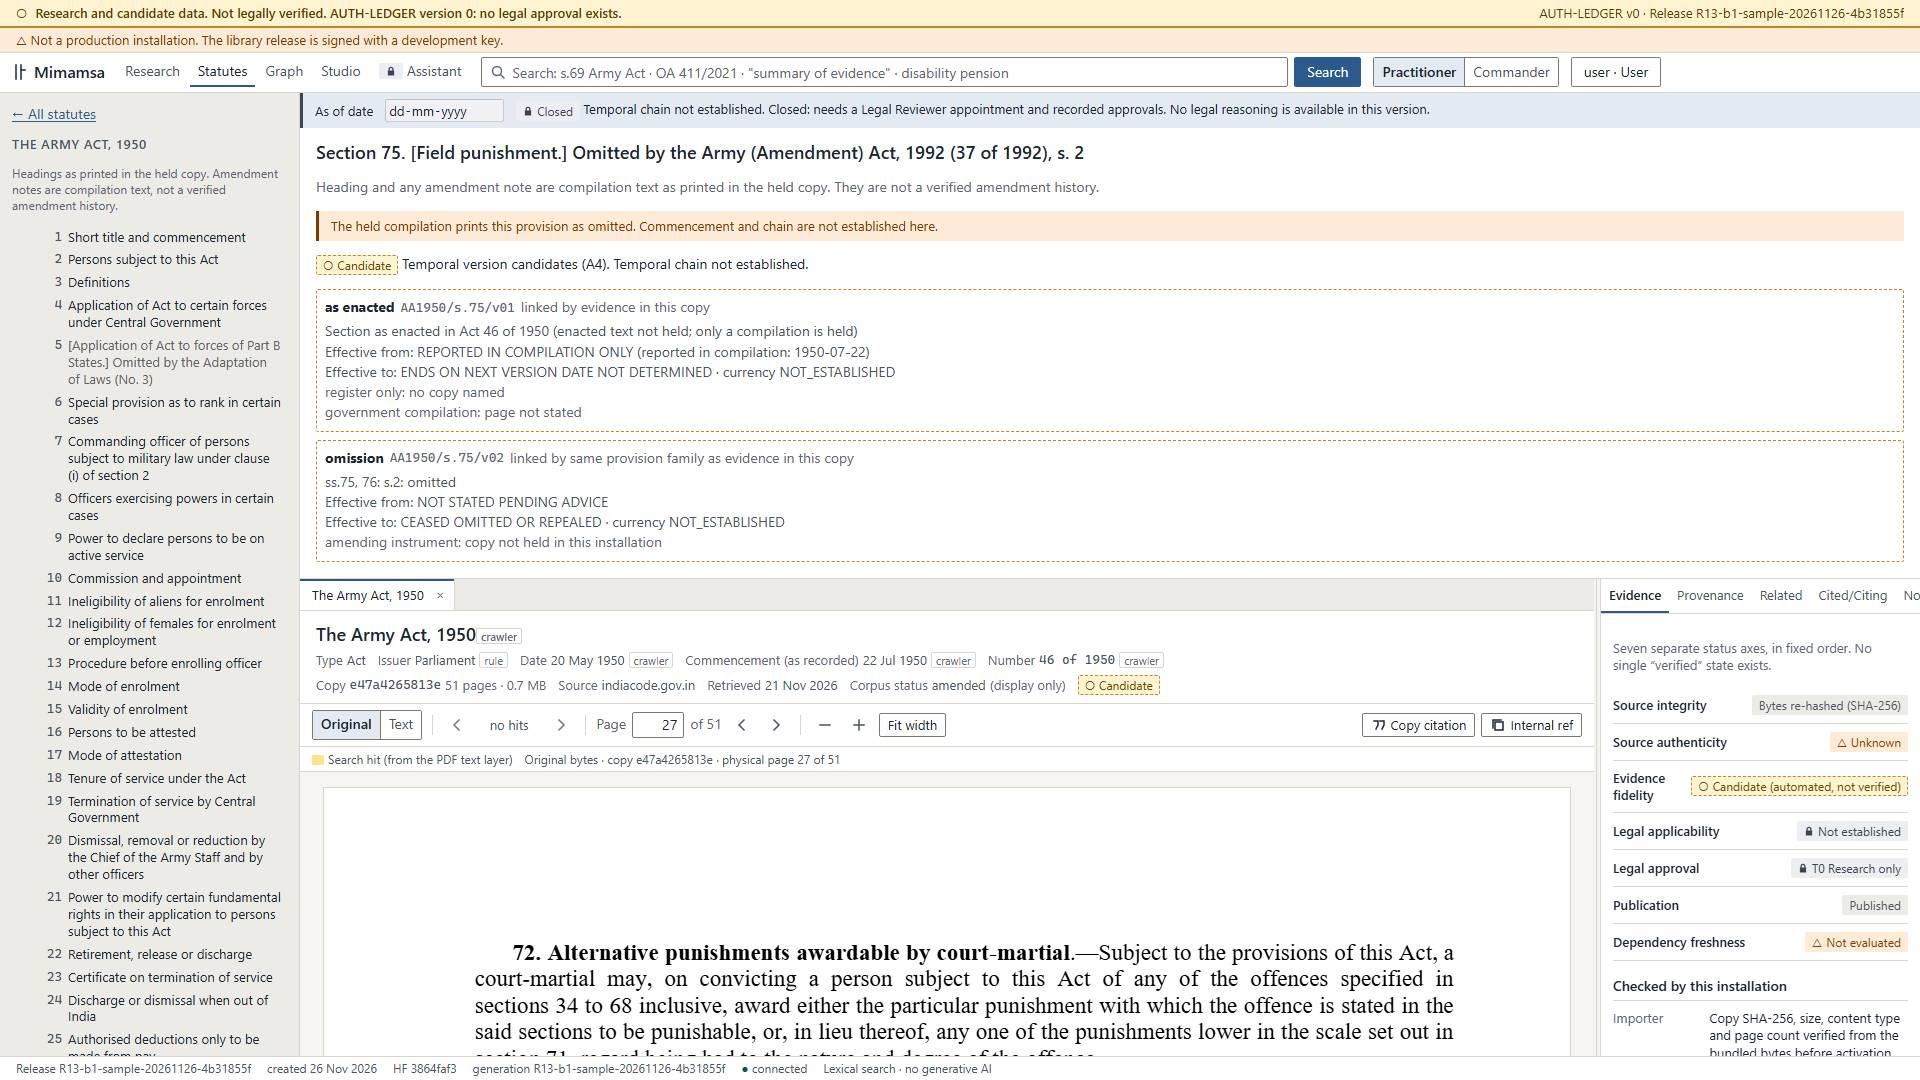 Research and candidate data. Not legally verified. AUTH-LEDGER version 0: no legal approval exists.
AUTH-LEDGER v0 · Release R13-b1-sample-20261126-4b31855f
Not a production installation. The library release is signed with a development key.
Mimamsa
Research
Statutes
Graph
Studio
Assistant
Search: s.69 Army Act · OA 411/2021 · "summary of evidence" · disability pension
Search
Practitioner
Commander
user · User
← All statutes
THE ARMY ACT, 1950
Headings as printed in the held copy. Amendment
notes are compilation text, not a verified
amendment history.
1 Short title and commencement
2 Persons subject to this Act
3 Definitions
4 Application of Act to certain forces
under Central Government
5 [Application of Act to forces of Part B
States.] Omitted by the Adaptation
of Laws (No. 3)
6 Special provision as to rank in certain
cases
7 Commanding officer of persons
subject to military law under clause
(i) of section 2
8 Officers exercising powers in certain
cases
9 Power to declare persons to be on
active service
10 Commission and appointment
11 Ineligibility of aliens for enrolment
12 Ineligibility of females for enrolment
or employment
13 Procedure before enrolling officer
14 Mode of enrolment
15 Validity of enrolment
16 Persons to be attested
17 Mode of attestation
18 Tenure of service under the Act
19 Termination of service by Central
Government
20 Dismissal, removal or reduction by
the Chief of the Army Staff and by
other officers
21 Power to modify certain fundamental
rights in their application to persons
subject to this Act
22 Retirement, release or discharge
23 Certificate on termination of service
24 Discharge or dismissal when out of
India
25 Authorised deductions only to be
made from pay
As of date
dd-mm-yyyy
Closed
Temporal chain not established. Closed: needs a Legal Reviewer appointment and recorded approvals. No legal reasoning is available in this version.
Section 75. [Field punishment.] Omitted by the Army (Amendment) Act, 1992 (37 of 1992), s. 2
Heading and any amendment note are compilation text as printed in the held copy. They are not a verified amendment history.
The held compilation prints this provision as omitted. Commencement and chain are not established here.
Candidate Temporal version candidates (A4). Temporal chain not established.
as enacted AA1950/s.75/v01 linked by evidence in this copy
Section as enacted in Act 46 of 1950 (enacted text not held; only a compilation is held)
Effective from: REPORTED IN COMPILATION ONLY (reported in compilation: 1950-07-22)
Effective to: ENDS ON NEXT VERSION DATE NOT DETERMINED · currency NOT_ESTABLISHED
register only: no copy named
government compilation: page not stated
omission AA1950/s.75/v02 linked by same provision family as evidence in this copy
ss.75, 76: s.2: omitted
Effective from: NOT STATED PENDING ADVICE
Effective to: CEASED OMITTED OR REPEALED · currency NOT_ESTABLISHED
amending instrument: copy not held in this installation
The Army Act, 1950 ×
The Army Act, 1950 crawler
Type Act Issuer Parliament rule Date 20 May 1950 crawler Commencement (as recorded) 22 Jul 1950 crawler Number 46 of 1950 crawler
Copy e47a4265813e 51 pages · 0.7 MB Source indiacode.gov.in Retrieved 21 Nov 2026 Corpus status amended (display only) Candidate
Original
Text
no hits
Page 27 of 51
Fit width
Copy citation
Internal ref
Search hit (from the PDF text layer) Original bytes · copy e47a4265813e · physical page 27 of 51
72. Alternative punishments awardable by court-martial.—Subject to the provisions of this Act, a
court-martial may, on convicting a person subject to this Act of any of the offences specified in
sections 34 to 68 inclusive, award either the particular punishment with which the offence is stated in the
said sections to be punishable, or, in lieu thereof, any one of the punishments lower in the scale set out in
section 71, regard being had to the nature and degree of the offence.
Evidence
Provenance
Related
Cited/Citing
No
Seven separate status axes, in fixed order. No
single “verified” state exists.
Source integrity Bytes re-hashed (SHA-256)
Source authenticity Unknown
Evidence
fidelity Candidate (automated, not verified)
Legal applicability Not established
Legal approval T0 Research only
Publication Published
Dependency freshness Not evaluated
Checked by this installation
Importer Copy SHA-256, size, content type
and page count verified from the
bundled bytes before activation
Release R13-b1-sample-20261126-4b31855f created 26 Nov 2026 HF 3864faf3 generation R13-b1-sample-20261126-4b31855f connected Lexical search · no generative AI